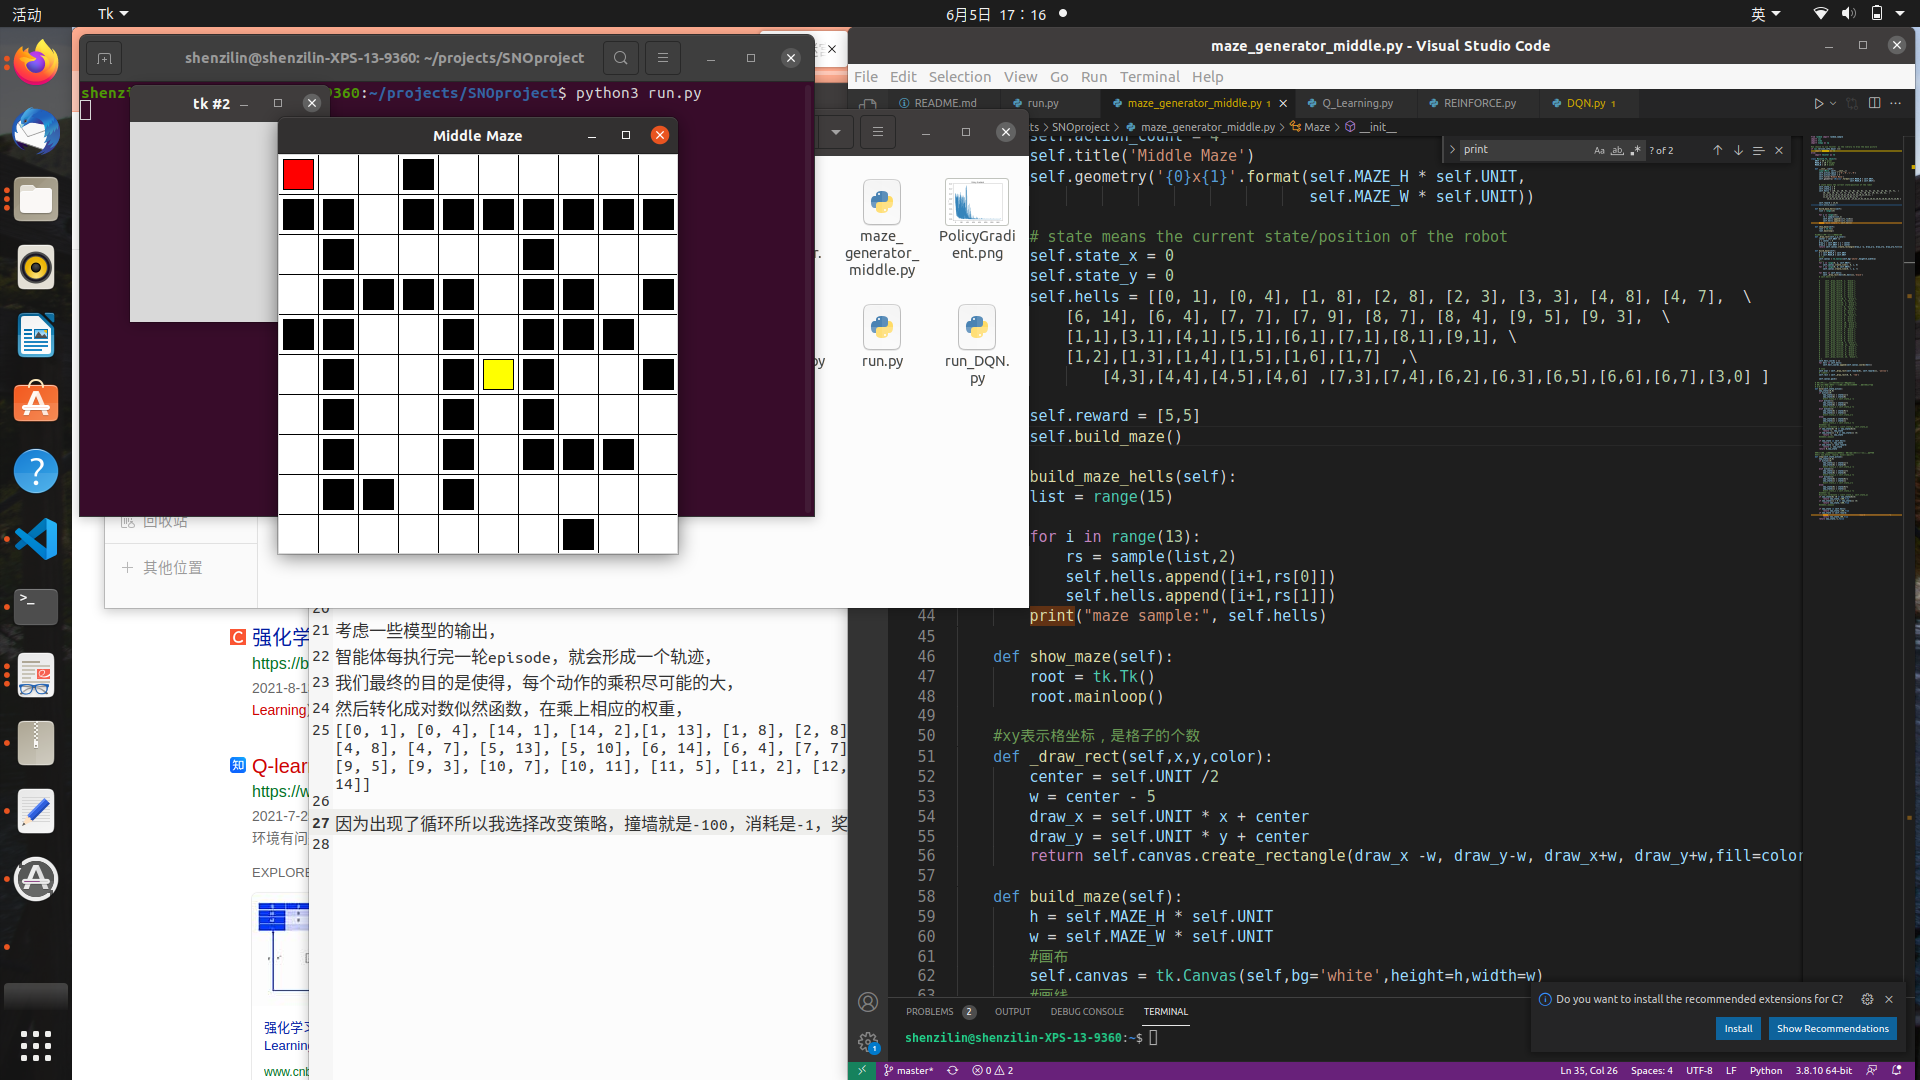 活动
Tk
6月5日 17：16
英
shenzilin@shenzilin-XPS-13-9360: ~/projects/SNOproject
shenzi
9360:~/projects/SNOproject$ python3 run.py
tk #2
Middle Maze
maze_
generator_
middle.py
PolicyGradi
ent.png
run.py
run_DQN.
py
回收站
其他位置
强化学
https://b
2021-8-1
Learning
Q-lear
https://w
2021-7-2
环境有问
EXPLORE
强化学习
Learning
www.cnb
21 考虑一些模型的输出，
22 智能体每执行完一轮episode，就会形成一个轨迹，
23 我们最终的目的是使得，每个动作的乘积尽可能的大，
24 然后转化成对数似然函数，在乘上相应的权重，
25 [[0, 1], [0, 4], [14, 1], [14, 2],[1, 13], [1, 8], [2, 8]
[4, 8], [4, 7], [5, 13], [5, 10], [6, 14], [6, 4], [7, 7]
[9, 5], [9, 3], [10, 7], [10, 11], [11, 5], [11, 2], [12,
14]]
26
27 因为出现了循环所以我选择改变策略，撞墙就是-100，消耗是-1，奖
28
maze_generator_middle.py - Visual Studio Code
File Edit Selection View Go Run Terminal Help
README.md
run.py
maze_generator_middle.py 1
Q_Learning.py
REINFORCE.py
DQN.py 1
ts > SNOproject > maze_generator_middle.py > Maze > __init__
print
Aa
ab
? of 2
self.action_count = 4
self.title('Middle Maze')
self.geometry('{0}x{1}'.format(self.MAZE_H * self.UNIT,
self.MAZE_W * self.UNIT))
# state means the current state/position of the robot
self.state_x = 0
self.state_y = 0
self.hells = [[0, 1], [0, 4], [1, 8], [2, 8], [2, 3], [3, 3], [4, 8], [4, 7],  \
[6, 14], [6, 4], [7, 7], [7, 9], [8, 7], [8, 4], [9, 5], [9, 3],  \
[1,1],[3,1],[4,1],[5,1],[6,1],[7,1],[8,1],[9,1], \
[1,2],[1,3],[1,4],[1,5],[1,6],[1,7]  ,\
[4,3],[4,4],[4,5],[4,6] ,[7,3],[7,4],[6,2],[6,3],[6,5],[6,6],[6,7],[3,0] ]
self.reward = [5,5]
self.build_maze()
build_maze_hells(self):
list = range(15)
for i in range(13):
rs = sample(list,2)
self.hells.append([i+1,rs[0]])
self.hells.append([i+1,rs[1]])
44 print("maze sample:", self.hells)
45
46 def show_maze(self):
47 root = tk.Tk()
48 root.mainloop()
49
50 #xy表示格坐标，是格子的个数
51 def _draw_rect(self,x,y,color):
52 center = self.UNIT /2
53 w = center - 5
54 draw_x = self.UNIT * x + center
55 draw_y = self.UNIT * y + center
56 return self.canvas.create_rectangle(draw_x -w, draw_y-w, draw_x+w, draw_y+w,fill=color
57
58 def build_maze(self):
59 h = self.MAZE_H * self.UNIT
60 w = self.MAZE_W * self.UNIT
61 #画布
62 self.canvas = tk.Canvas(self,bg='white',height=h,width=w)
63 #画线
PROBLEMS 2 OUTPUT DEBUG CONSOLE TERMINAL
shenzilin@shenzilin-XPS-13-9360:~$
Do you want to install the recommended extensions for C?
Install
Show Recommendations
master*
0 2
Ln 35, Col 26 Spaces: 4 UTF-8 LF Python 3.8.10 64-bit